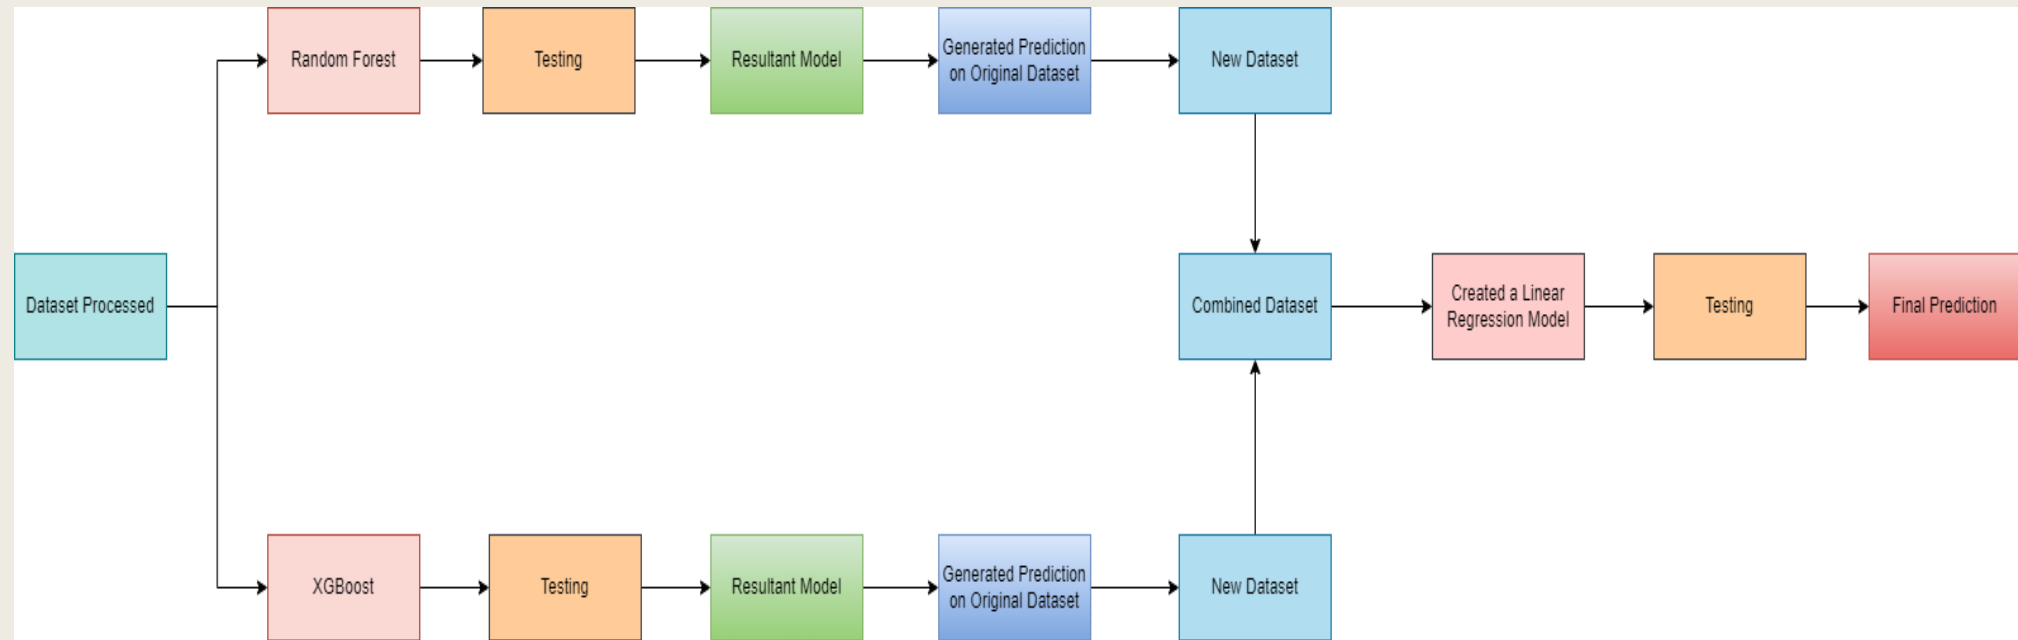 Random Forest
Testing
Resultant Model
Generated Prediction
on Original Dataset
New Dataset
Dataset Processed
Combined Dataset
Created a Linear
Regression Model
Testing
Final Prediction
XGBoost
Testing
Resultant Model
Generated Prediction
on Original Dataset
New Dataset